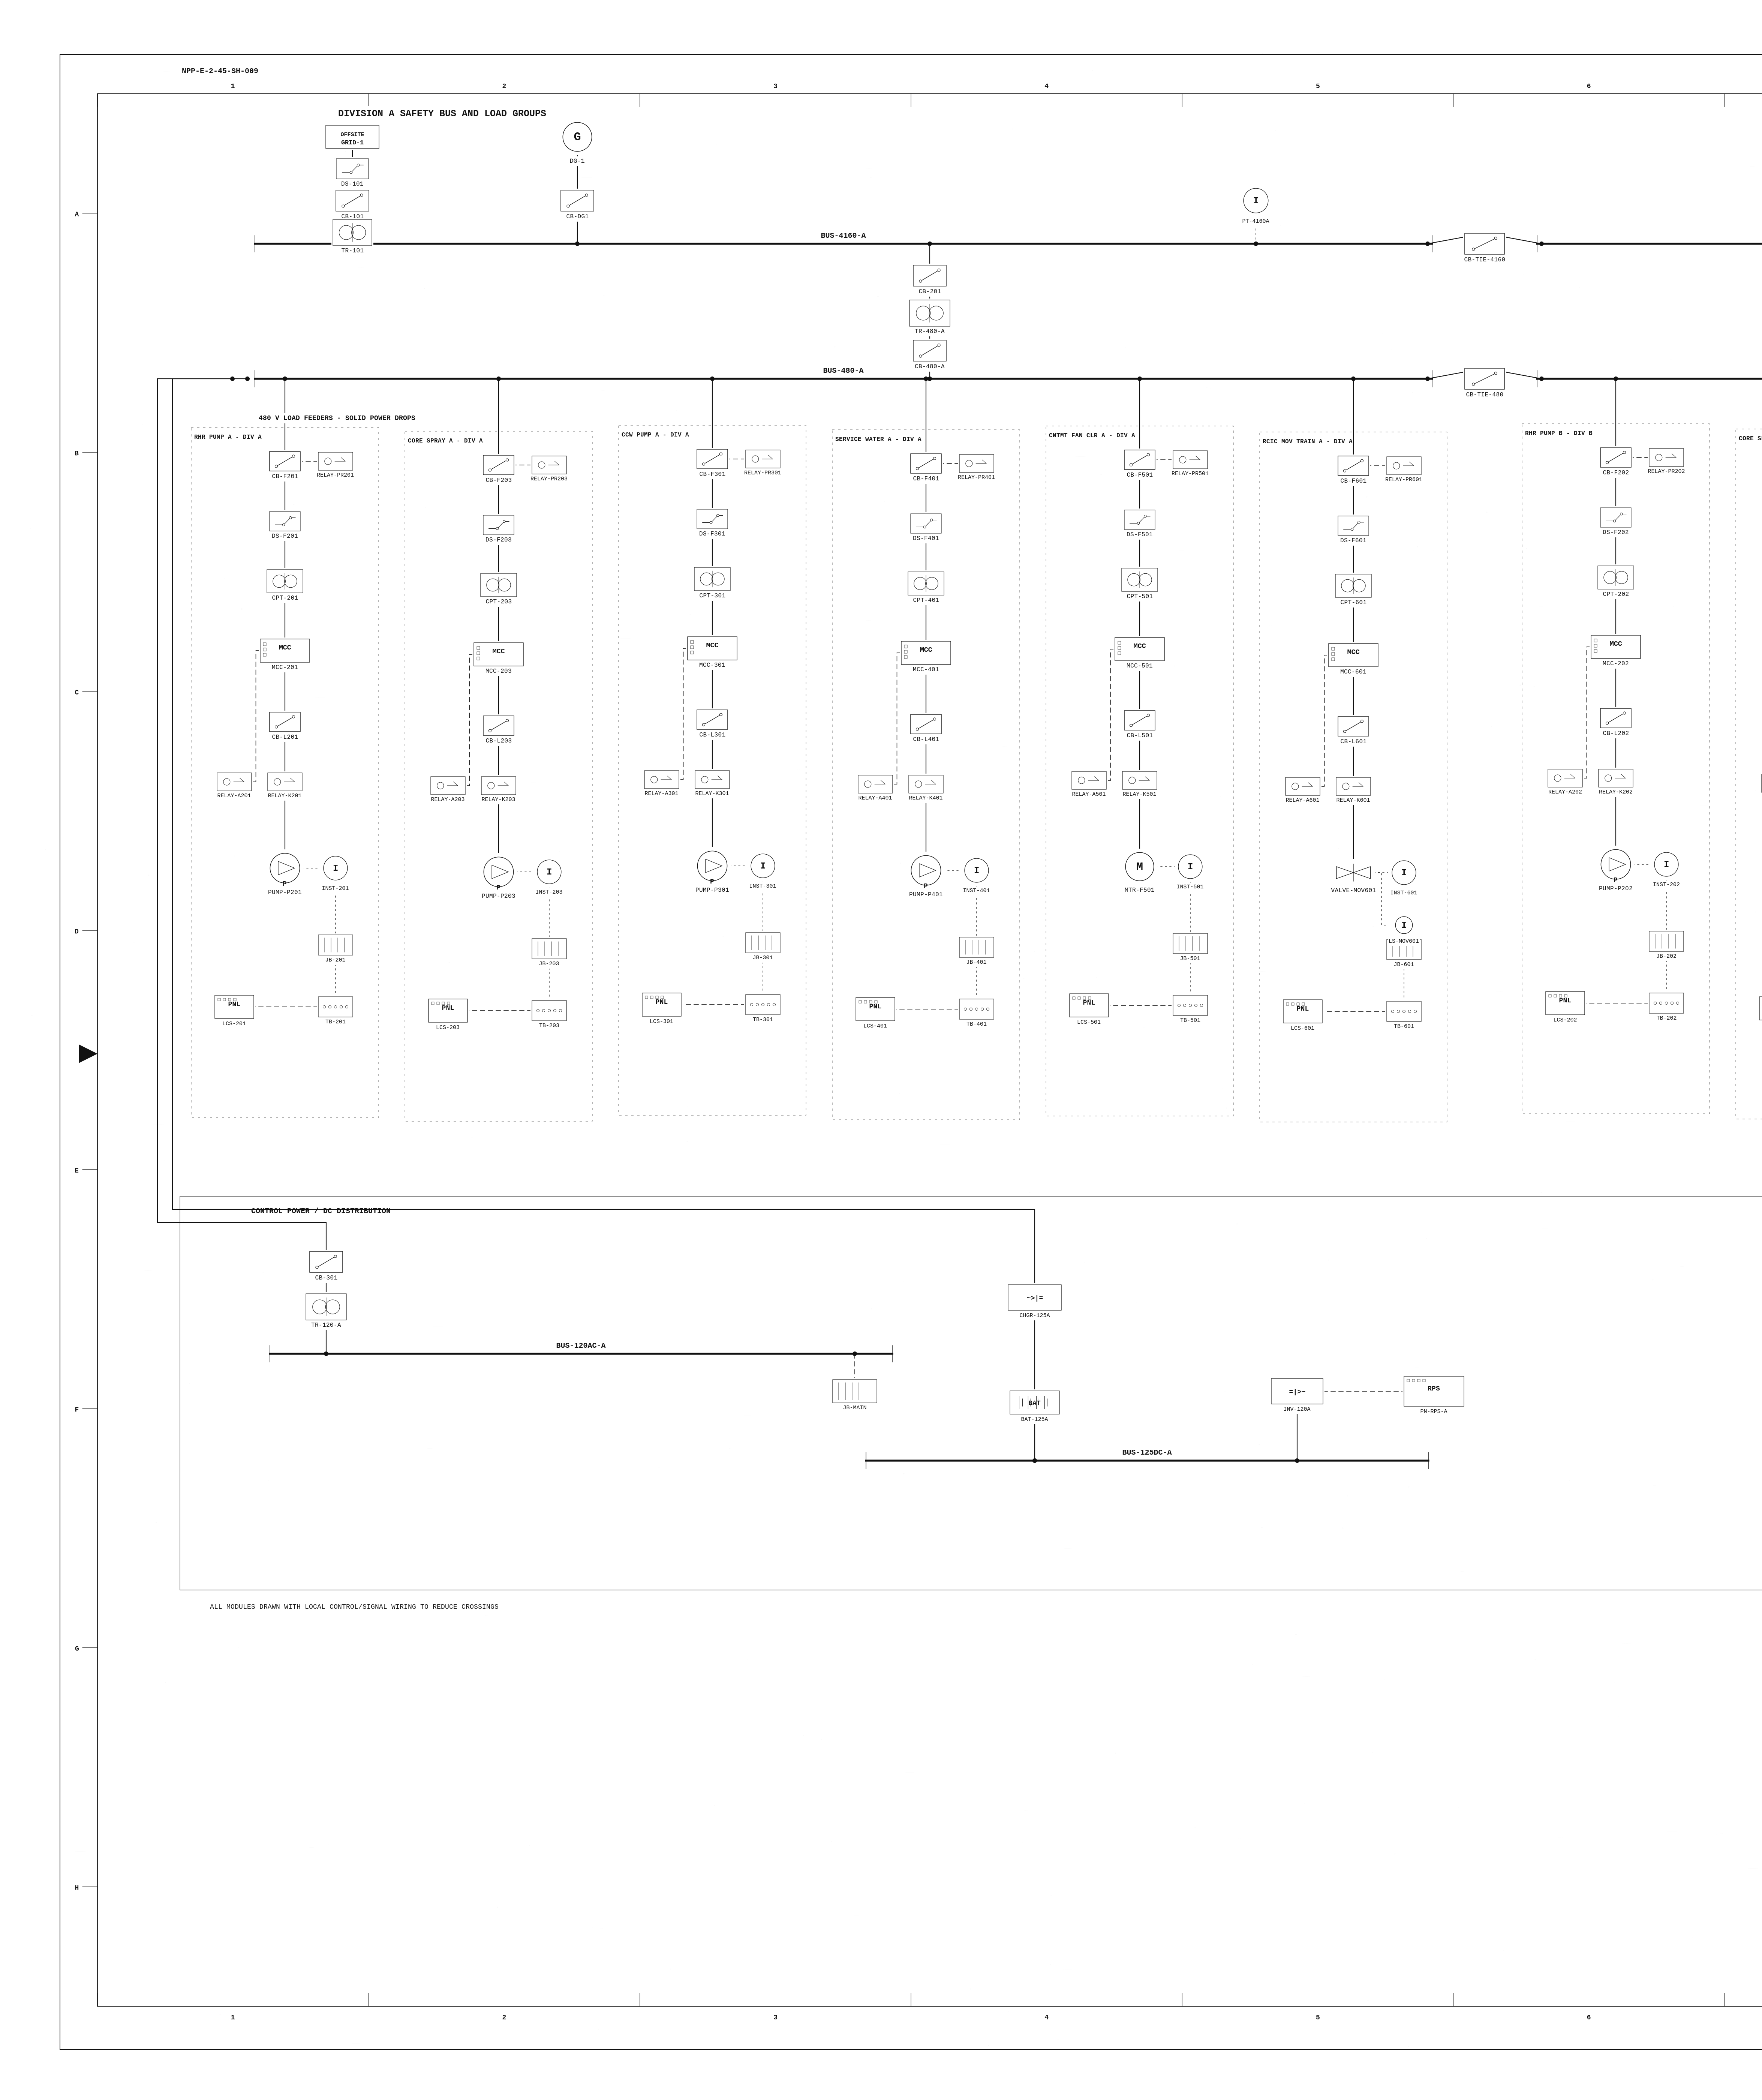 NPP-E-2-45-SH-009
1 2 3 4 5 6
DIVISION A SAFETY BUS AND LOAD GROUPS
OFFSITE
GRID-1
G
DG-1
DS-101
CB-101
CB-DG1
I
PT-4160A
A
TR-101
BUS-4160-A
CB-TIE-4160
CB-201
TR-480-A
CB-480-A
BUS-480-A
CB-TIE-480
480 V LOAD FEEDERS - SOLID POWER DROPS
RHR PUMP A - DIV A
CORE SPRAY A - DIV A
CCW PUMP A - DIV A
SERVICE WATER A - DIV A
CNTMT FAN CLR A - DIV A
RCIC MOV TRAIN A - DIV A
RHR PUMP B - DIV B
B
CB-F201 RELAY-PR201
CB-F203 RELAY-PR203
CB-F301 RELAY-PR301
CB-F401 RELAY-PR401
CB-F501 RELAY-PR501
CB-F601 RELAY-PR601
CB-F202 RELAY-PR202
DS-F201 DS-F203 DS-F301 DS-F401 DS-F501 DS-F601 DS-F202
CPT-201 CPT-203 CPT-301 CPT-401 CPT-501 CPT-601 CPT-202
MCC MCC MCC MCC MCC MCC MCC
MCC-201 MCC-203 MCC-301 MCC-401 MCC-501 MCC-601 MCC-202
C
CB-L201 CB-L203 CB-L301 CB-L401 CB-L501 CB-L601 CB-L202
RELAY-A201 RELAY-K201
RELAY-A203 RELAY-K203
RELAY-A301 RELAY-K301
RELAY-A401 RELAY-K401
RELAY-A501 RELAY-K501
RELAY-A601 RELAY-K601
RELAY-A202 RELAY-K202
P I P I P I P I M I I P I
PUMP-P201 INST-201
PUMP-P203 INST-203
PUMP-P301 INST-301
PUMP-P401 INST-401
MTR-F501 INST-501
VALVE-MOV601 INST-601
PUMP-P202 INST-202
D
I
LS-MOV601
JB-201 JB-203 JB-301 JB-401 JB-501 JB-601 JB-202
PNL PNL PNL PNL PNL PNL PNL
LCS-201 TB-201
LCS-203 TB-203
LCS-301 TB-301
LCS-401 TB-401
LCS-501 TB-501
LCS-601 TB-601
LCS-202 TB-202
E
CONTROL POWER / DC DISTRIBUTION
CB-301
TR-120-A
~>|=
CHGR-125A
BUS-120AC-A
JB-MAIN
BAT
BAT-125A
=|>~
INV-120A
RPS
PN-RPS-A
F
BUS-125DC-A
ALL MODULES DRAWN WITH LOCAL CONTROL/SIGNAL WIRING TO REDUCE CROSSINGS
G
H
1 2 3 4 5 6